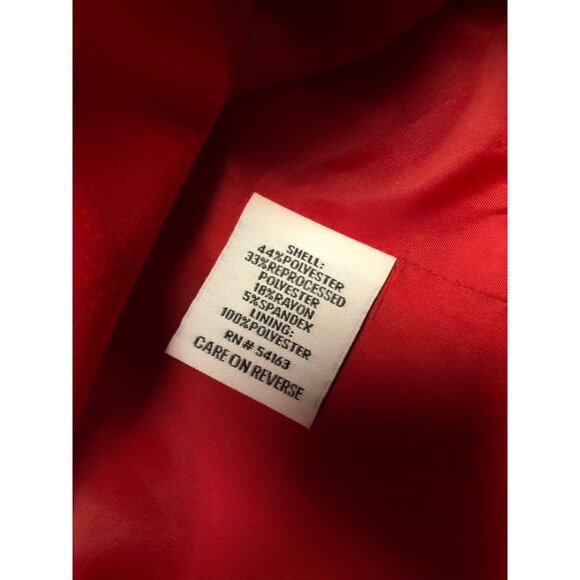 SHELL:
44%POLYESTER
33%REPROCESSED
POLYESTER
18%RAYON
5%SPANDEX
LINING:
100%POLYESTER
RN # 54163
CARE ON REVERSE